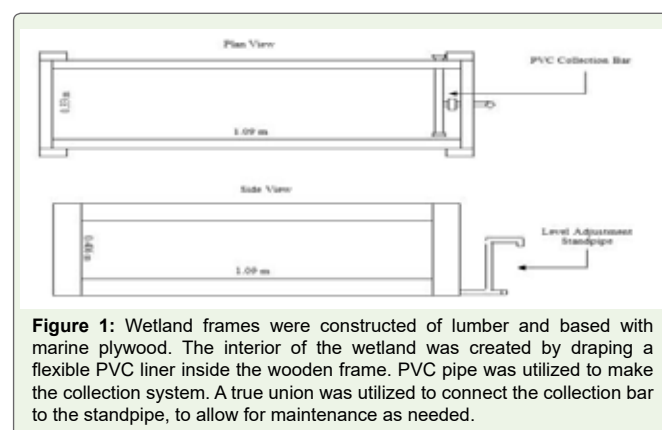 Plan View
PVC Collection Bar
1.09 m
Side View
Level Adjustment
Standpipe
1.09 m
Figure 1: Wetland frames were constructed of lumber and based with
marine plywood. The interior of the wetland was created by draping a
flexible PVC liner inside the wooden frame. PVC pipe was utilized to make
the collection system. A true union was utilized to connect the collection bar
to the standpipe, to allow for maintenance as needed.